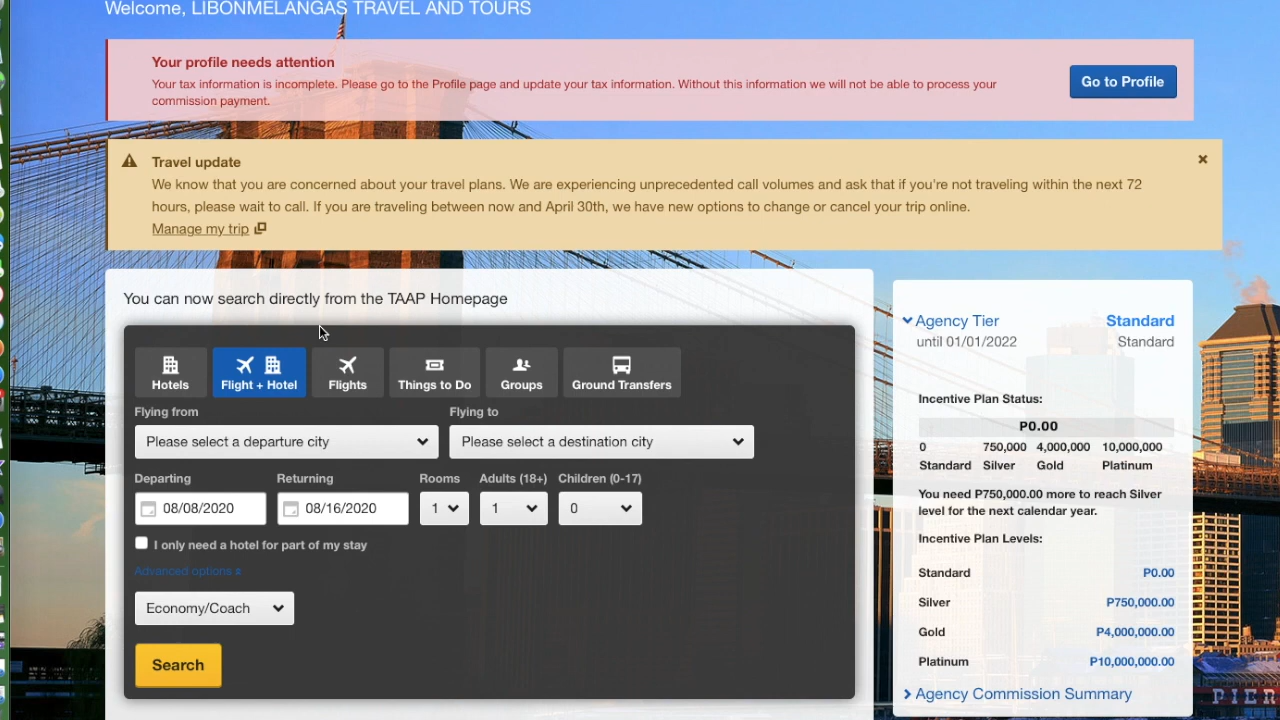 Welcome, LIBONMELANGAS TRAVEL AND TOURS
Your profile needs attention
Your tax information is incomplete. Please go to the Profile page and update your tax information. Without this information we will not be able to process your
commission payment.
Go to Profile
Travel update
We know that you are concerned about your travel plans. We are experiencing unprecedented call volumes and ask that if you're not traveling within the next 72
hours, please wait to call. If you are traveling between now and April 30th, we have new options to change or cancel your trip online.
Manage my trip
You can now search directly from the TAAP Homepage
Hotels
Flight + Hotel
Flights
Things to Do
Groups
Ground Transfers
Flying from
Flying to
Please select a departure city
Please select a destination city
Departing
Returning
Rooms
Adults (18+)
Children (0-17)
08/08/2020
08/16/2020
1
1
0
I only need a hotel for part of my stay
Advanced options
Economy/Coach
Search
Agency Tier
Standard
until 01/01/2022
Standard
Incentive Plan Status:
P0.00
0
750,000
4,000,000
10,000,000
Standard
Silver
Gold
Platinum
You need P750,000.00 more to reach Silver
level for the next calendar year.
Incentive Plan Levels:
Standard
P0.00
Silver
P750,000.00
Gold
P4,000,000.00
Platinum
P10,000,000.00
Agency Commission Summary
PIER